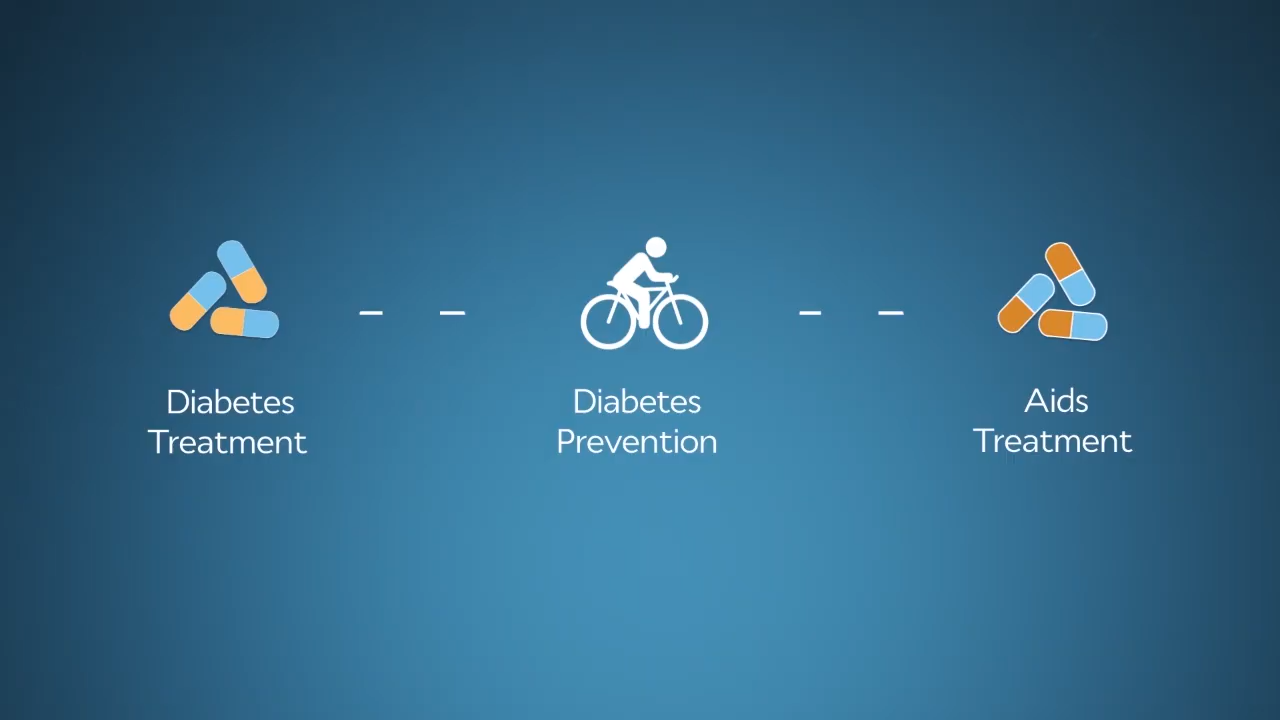 Diabetes
Treatment
Diabetes
Prevention
Aids
Treatment